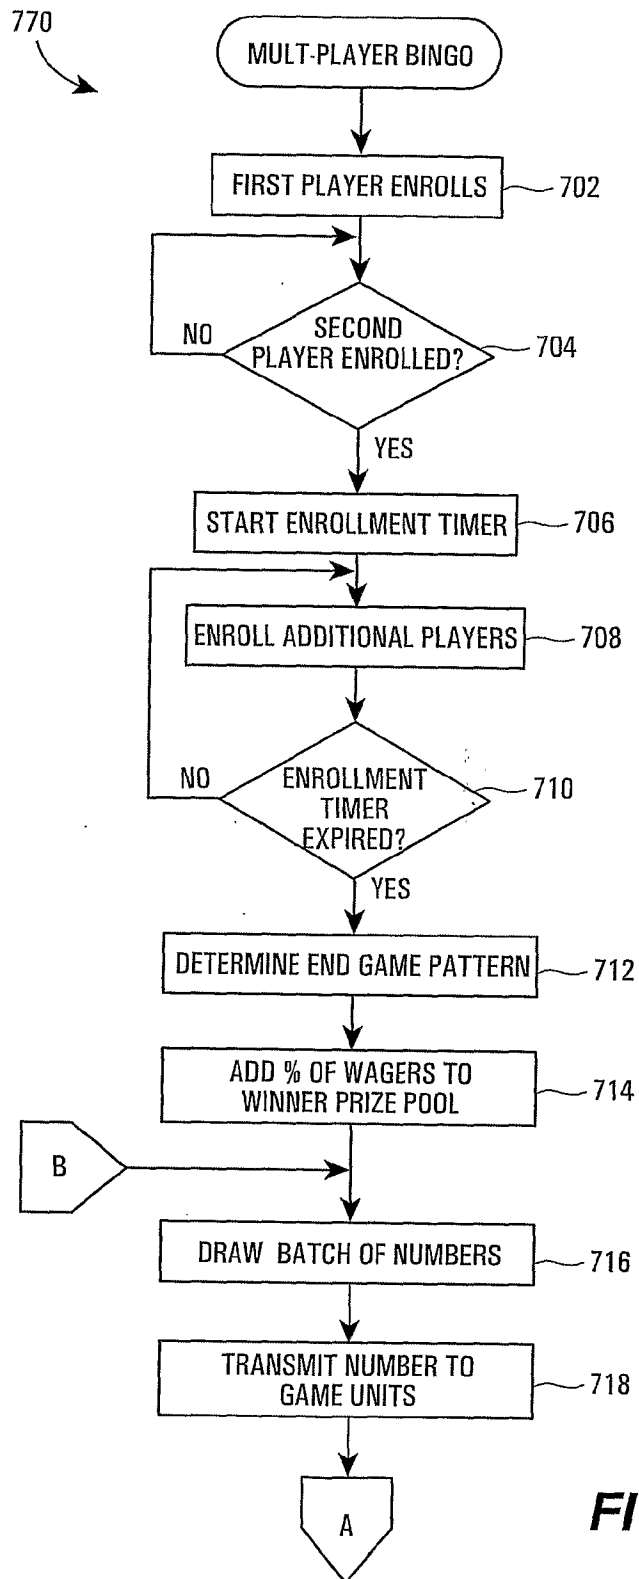 770
MULT-PLAYER BINGO
FIRST PLAYER ENROLLS
702
NO
SECOND
PLAYER ENROLLED?
704
YES
START ENROLLMENT TIMER
706
ENROLL ADDITIONAL PLAYERS
708
NO
ENROLLMENT
TIMER
EXPIRED?
710
YES
DETERMINE END GAME PATTERN
712
ADD % OF WAGERS TO
WINNER PRIZE POOL
714
B
DRAW BATCH OF NUMBERS
716
TRANSMIT NUMBER TO
GAME UNITS
718
A
FI